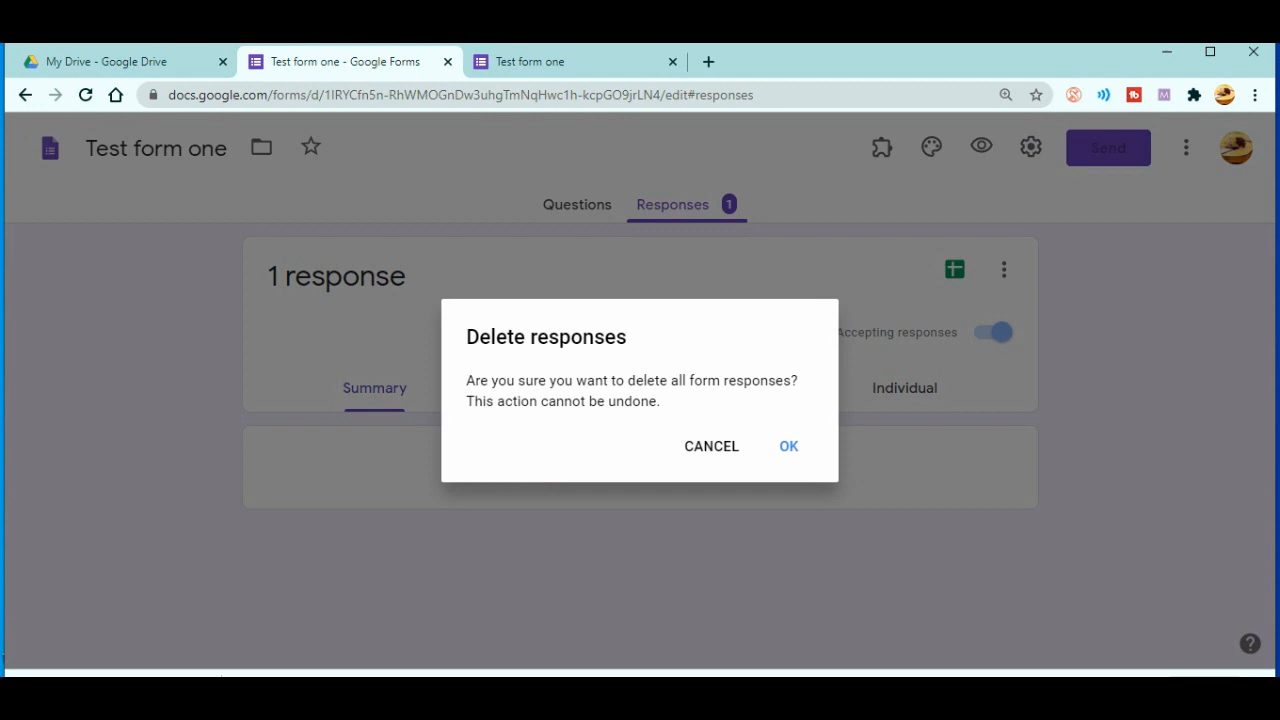 My Drive - Google Drive
Test form one - Google Forms
Test form one
docs.google.com/forms/d/1IRYCfn5n-RhWMOGnDw3uhgTmNqHwc1h-kcpGO9jrLN4/edit#responses
Test form one
Send
Questions
Responses 1
1 response
Accepting responses
Summary
Individual
Delete responses
Are you sure you want to delete all form responses?
This action cannot be undone.
CANCEL
OK